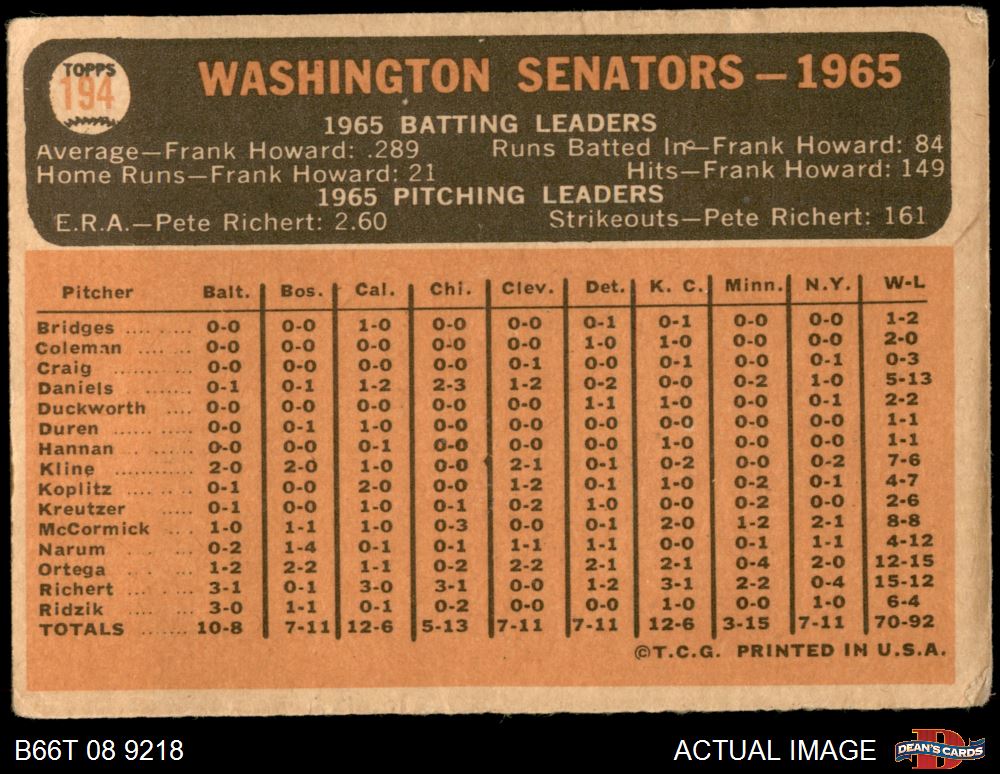 TOPPS
194
WASHINGTON SENATORS — 1965
1965 BATTING LEADERS
Average—Frank Howard: .289 Runs Batted In—Frank Howard: 84
Home Runs—Frank Howard: 21 Hits—Frank Howard: 149
1965 PITCHING LEADERS
E.R.A.—Pete Richert: 2.60 Strikeouts—Pete Richert: 161
Pitcher Balt. Bos. Cal. Chi. Clev. Det. K. C. Minn. N.Y. W-L
Bridges 0-0 0-0 1-0 0-0 0-0 0-1 0-1 0-0 0-0 1-2
Coleman 0-0 0-0 0-0 0-0 0-0 1-0 1-0 0-0 0-0 2-0
Craig 0-0 0-0 0-0 0-0 0-1 0-0 0-1 0-0 0-1 0-3
Daniels 0-1 0-1 1-2 2-3 1-2 0-2 0-0 0-2 1-0 5-13
Duckworth 0-0 0-0 0-0 0-0 0-0 1-1 1-0 0-0 0-1 2-2
Duren 0-0 0-1 1-0 0-0 0-0 0-0 0-0 0-0 0-0 1-1
Hannan 0-0 0-0 0-1 0-0 0-0 0-0 1-0 0-0 0-0 1-1
Kline 2-0 2-0 1-0 0-0 2-1 0-1 0-2 0-0 0-2 7-6
Koplitz 0-1 0-0 2-0 0-0 1-2 0-1 1-0 0-2 0-1 4-7
Kreutzer 0-1 0-0 1-0 0-1 0-2 1-0 0-0 0-2 0-0 2-6
McCormick 1-0 1-1 1-0 0-3 0-0 0-1 2-0 1-2 2-1 8-8
Narum 0-2 1-4 0-1 0-1 1-1 1-1 0-0 0-1 1-1 4-12
Ortega 1-2 2-2 1-1 0-2 2-2 2-1 2-1 0-4 2-0 12-15
Richert 3-1 0-1 3-0 3-1 0-0 1-2 3-1 2-2 0-4 15-12
Ridzik 3-0 1-1 0-1 0-2 0-0 0-0 1-0 0-0 1-0 6-4
TOTALS 10-8 7-11 12-6 5-13 7-11 7-11 12-6 3-15 7-11 70-92
©T.C.G. PRINTED IN U.S.A.
B66T 08 9218 ACTUAL IMAGE DEAN'S CARDS